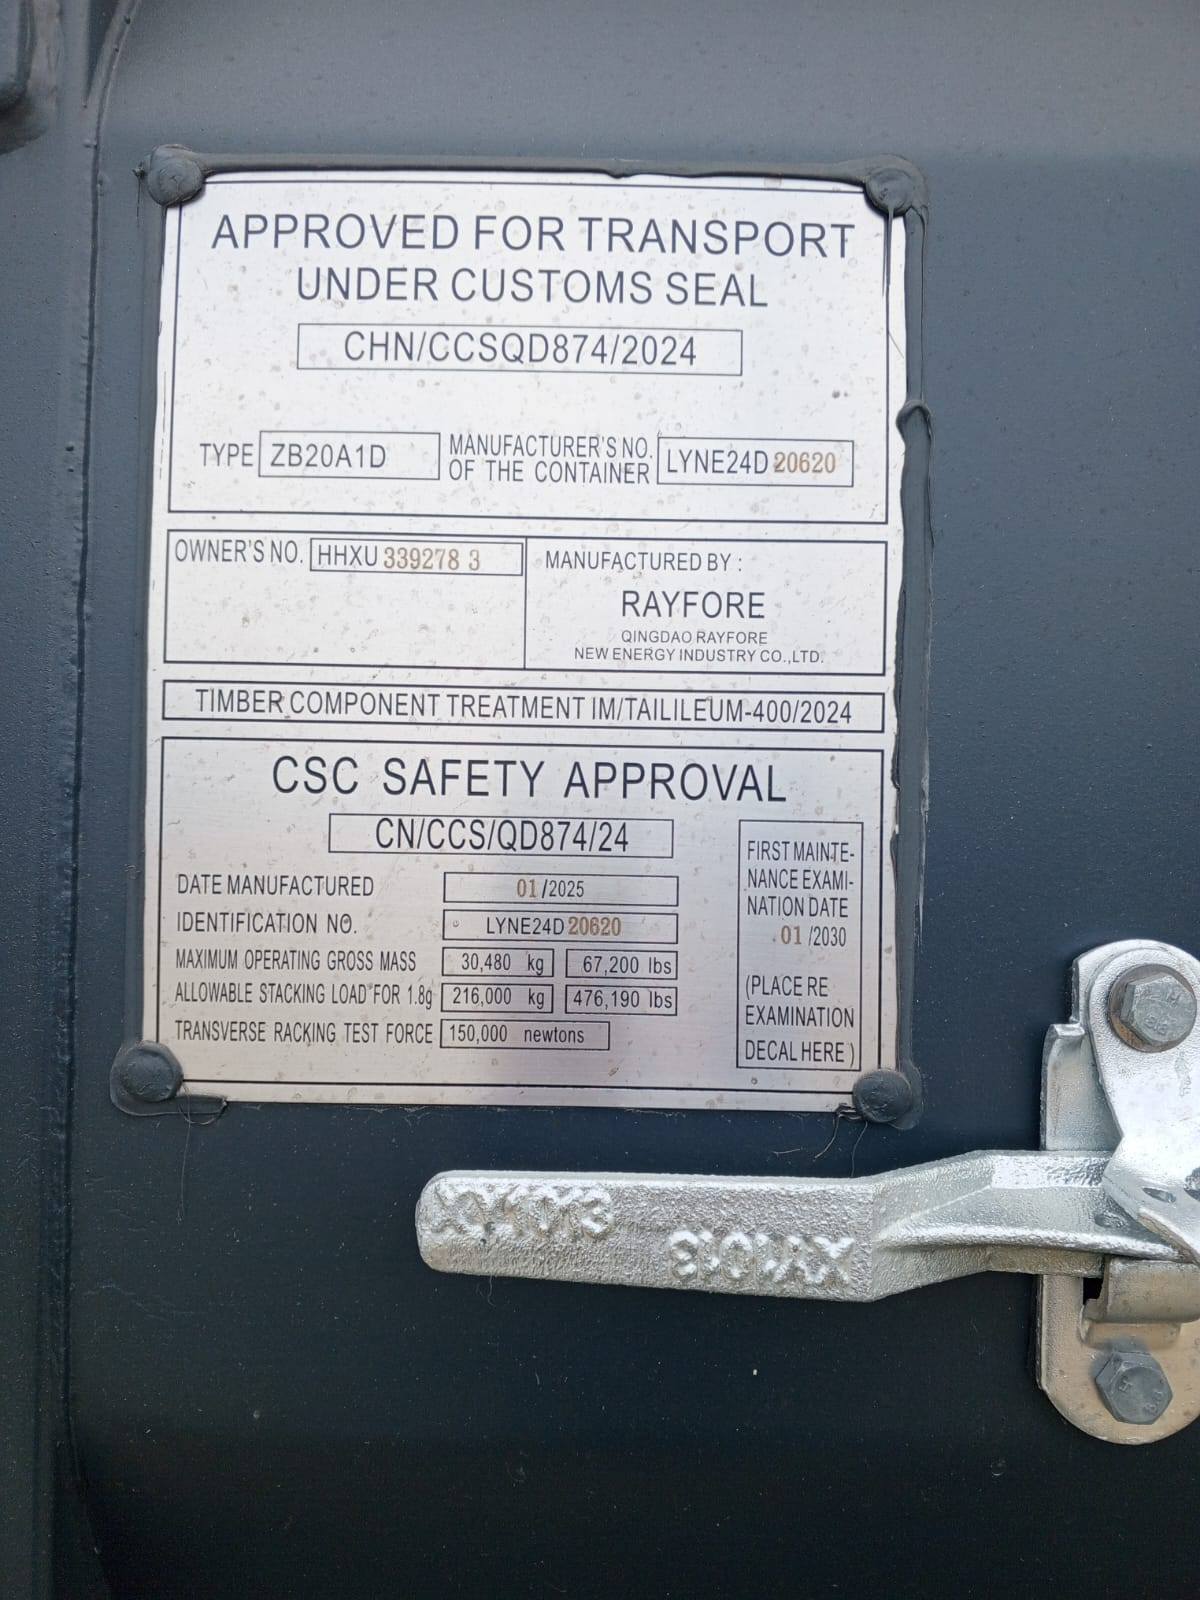 APPROVED FOR TRANSPORT
UNDER CUSTOMS SEAL
CHN/CCSQD874/2024
TYPE ZB20A1D
MANUFACTURER'S NO.
OF THE CONTAINER
LYNE24D 20620
OWNER'S NO. HHXU 339278 3
MANUFACTURED BY :
RAYFORE
QINGDAO RAYFORE
NEW ENERGY INDUSTRY CO.,LTD.
TIMBER COMPONENT TREATMENT IM/TAILILEUM-400/2024
CSC SAFETY APPROVAL
CN/CCS/QD874/24
DATE MANUFACTURED 01/2025
IDENTIFICATION NO. LYNE24D 20620
MAXIMUM OPERATING GROSS MASS 30,480 kg 67,200 lbs
ALLOWABLE STACKING LOAD FOR 1.8g 216,000 kg 476,190 lbs
TRANSVERSE RACKING TEST FORCE 150,000 newtons
FIRST MAINTE-
NANCE EXAMI-
NATION DATE
01 /2030
(PLACE RE
EXAMINATION
DECAL HERE )